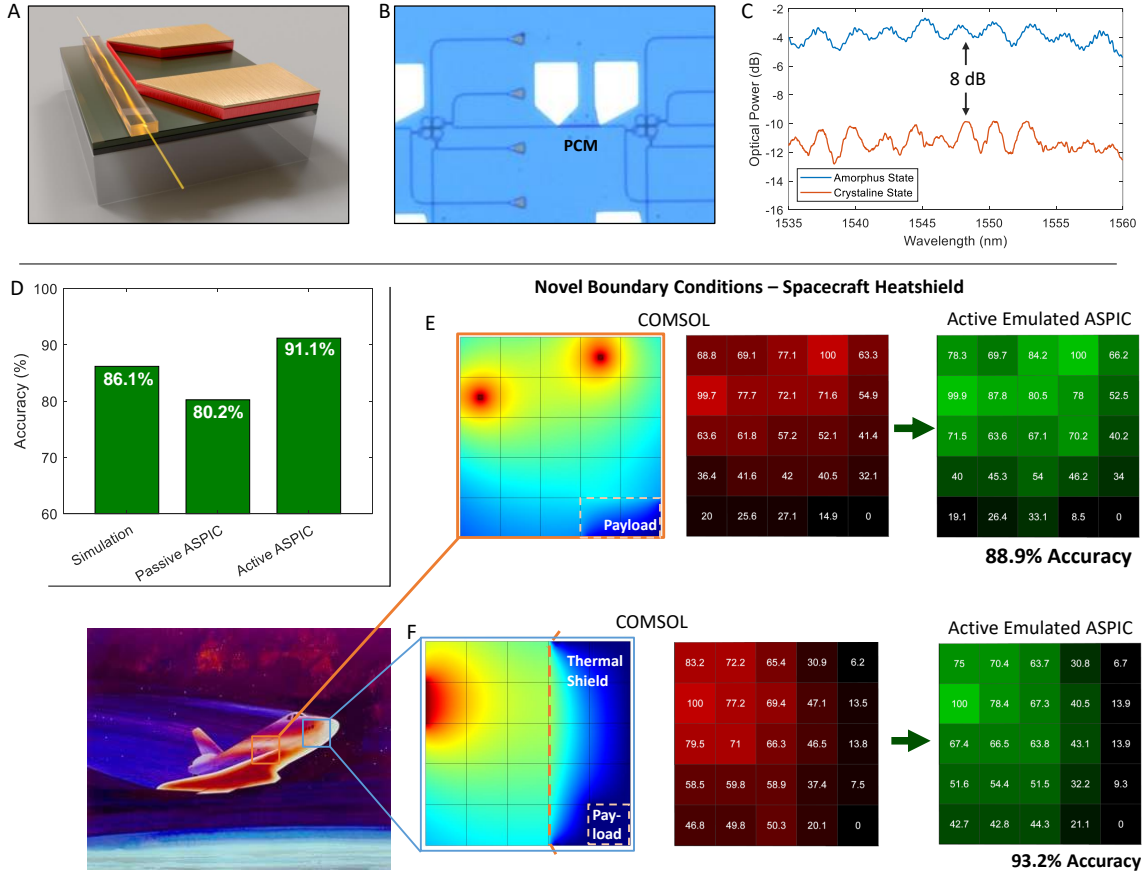 A
B
PCM
C
Optical Power (dB)
-2
-4
-6
-8
-10
-12
-14
-16
8 dB
Amorphus State
Crystaline State
1535
1540
1545
1550
1555
1560
Wavelength (nm)
D
Accuracy (%)
100
90
80
70
60
86.1%
80.2%
91.1%
Simulation
Passive ASPIC
Active ASPIC
Novel Boundary Conditions – Spacecraft Heatshield
E
COMSOL
Active Emulated ASPIC
Payload
68.8 69.1 77.1 100 63.3
99.7 77.7 72.1 71.6 54.9
63.6 61.8 57.2 52.1 41.4
36.4 41.6 42 40.5 32.1
20 25.6 27.1 14.9 0
78.3 69.7 84.2 100 66.2
99.9 87.8 80.5 78 52.5
71.5 63.6 67.1 70.2 40.2
40 45.3 54 46.2 34
19.1 26.4 33.1 8.5 0
88.9% Accuracy
F
COMSOL
Active Emulated ASPIC
Thermal
Shield
Pay-
load
83.2 72.2 65.4 30.9 6.2
100 77.2 69.4 47.1 13.5
79.5 71 66.3 46.5 13.8
58.5 59.8 58.9 37.4 7.5
46.8 49.8 50.3 20.1 0
75 70.4 63.7 30.8 6.7
100 78.4 67.3 40.5 13.9
67.4 66.5 63.8 43.1 13.9
51.6 54.4 51.5 32.2 9.3
42.7 42.8 44.3 21.1 0
93.2% Accuracy